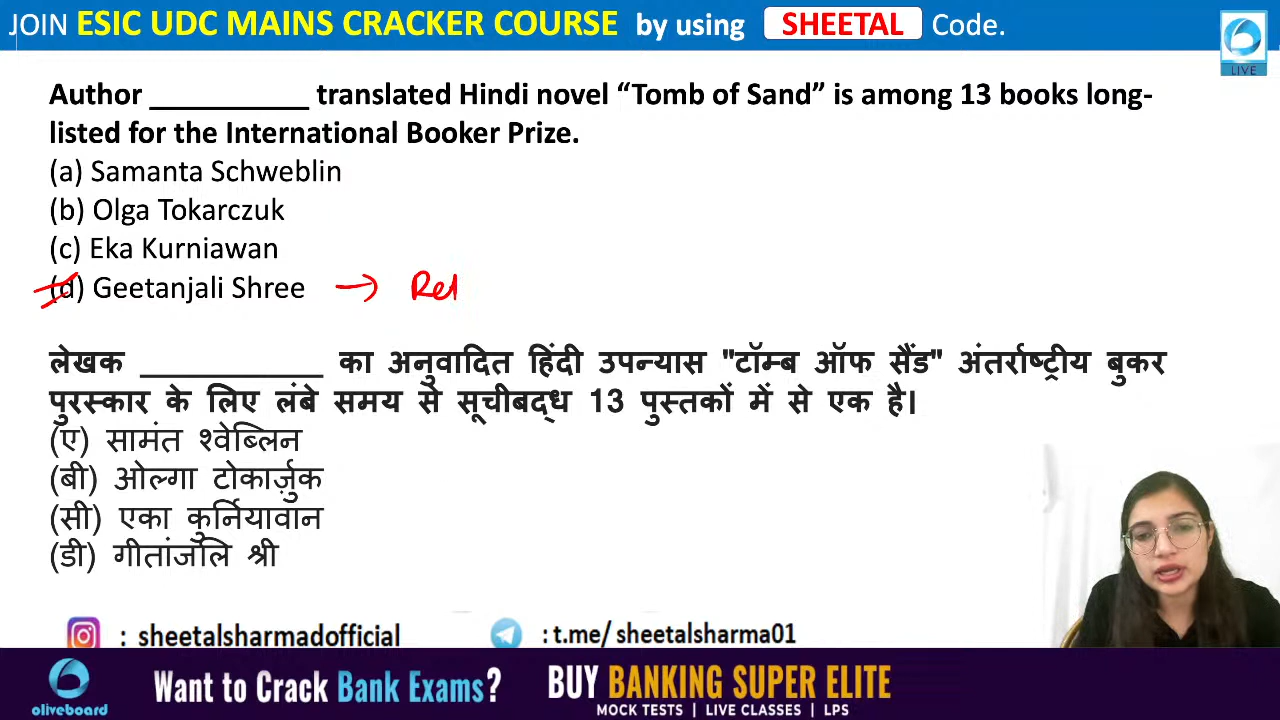 JOIN ESIC UDC MAINS CRACKER COURSE by using SHEETAL Code.
LIVE
Author __________ translated Hindi novel “Tomb of Sand” is among 13 books long-
listed for the International Booker Prize.
(a) Samanta Schweblin
(b) Olga Tokarczuk
(c) Eka Kurniawan
(d) Geetanjali Shree → Ret
लेखक __________ का अनुवादित हिंदी उपन्यास "टॉम्ब ऑफ सैंड" अंतर्राष्ट्रीय बुकर
पुरस्कार के लिए लंबे समय से सूचीबद्ध 13 पुस्तकों में से एक है।
(ए) सामंत श्वेब्लिन
(बी) ओल्गा टोकार्ज़ुक
(सी) एका कुर्नियावान
(डी) गीतांजलि श्री
: sheetalsharmadofficial : t.me/ sheetalsharma01
oliveboard
Want to Crack Bank Exams? BUY BANKING SUPER ELITE
MOCK TESTS | LIVE CLASSES | LPS